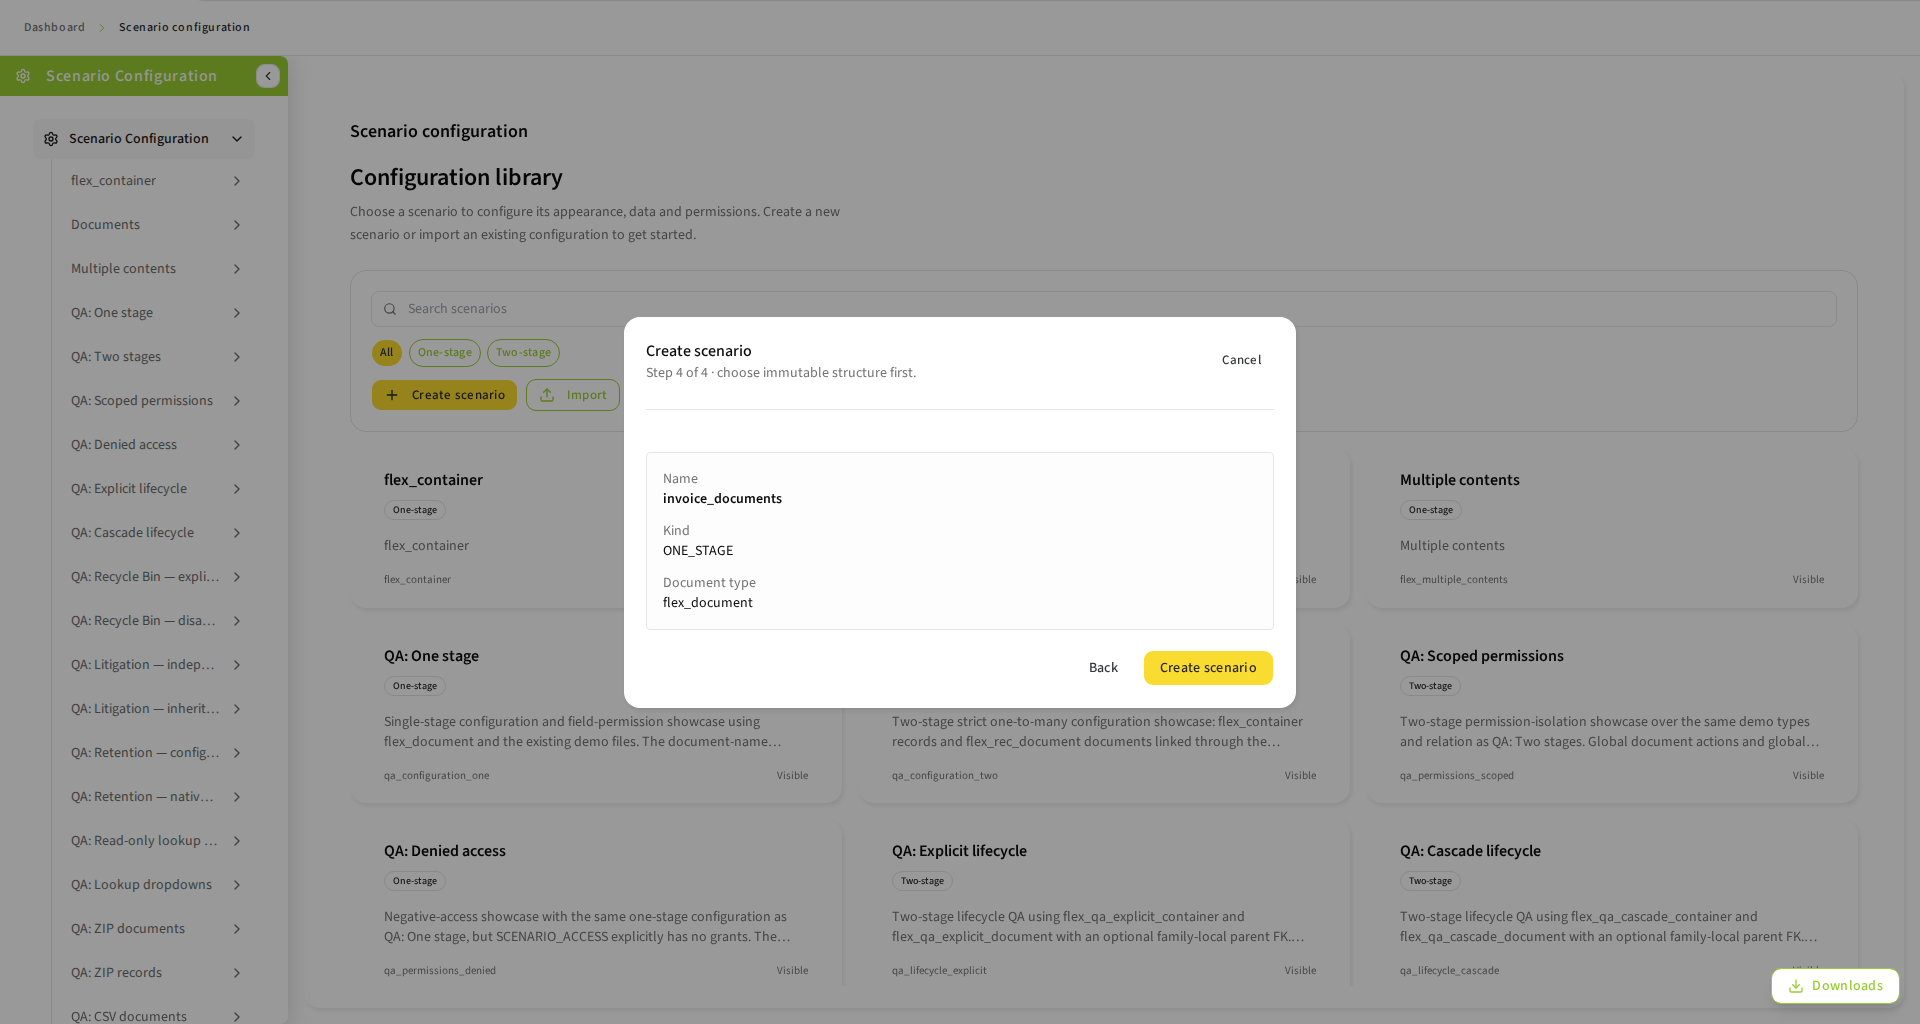 Dashboard
Scenario configuration
Scenario Configuration
Scenario Configuration
flex_container
Documents
Multiple contents
QA: One stage
QA: Two stages
QA: Scoped permissions
QA: Denied access
QA: Explicit lifecycle
QA: Cascade lifecycle
QA: Recycle Bin — expli…
QA: Recycle Bin — disa…
QA: Litigation — indep…
QA: Litigation — inherit…
QA: Retention — config…
QA: Retention — nativ…
QA: Read-only lookup …
QA: Lookup dropdowns
QA: ZIP documents
QA: ZIP records
QA: CSV documents
Scenario configuration
Configuration library
Choose a scenario to configure its appearance, data and permissions. Create a new
scenario or import an existing configuration to get started.
Search scenarios
All
One-stage
Two-stage
Create scenario
Import
Create scenario
Step 4 of 4 · choose immutable structure first.
Cancel
Name
invoice_documents
Kind
ONE_STAGE
Document type
flex_document
Back
Create scenario
flex_container
One-stage
flex_container
flex_container
Multiple contents
One-stage
Multiple contents
flex_multiple_contents
Visible
QA: One stage
One-stage
Single-stage configuration and field-permission showcase using
flex_document and the existing demo files. The document-name…
qa_configuration_one
Visible
Two-stage strict one-to-many configuration showcase: flex_container
records and flex_rec_document documents linked through the…
qa_configuration_two
Visible
QA: Scoped permissions
Two-stage
Two-stage permission-isolation showcase over the same demo types
and relation as QA: Two stages. Global document actions and global…
qa_permissions_scoped
Visible
QA: Denied access
One-stage
Negative-access showcase with the same one-stage configuration as
QA: One stage, but SCENARIO_ACCESS explicitly has no grants. The…
qa_permissions_denied
Visible
QA: Explicit lifecycle
Two-stage
Two-stage lifecycle QA using flex_qa_explicit_container and
flex_qa_explicit_document with an optional family-local parent FK.…
qa_lifecycle_explicit
Visible
QA: Cascade lifecycle
Two-stage
Two-stage lifecycle QA using flex_qa_cascade_container and
flex_qa_cascade_document with an optional family-local parent FK.…
qa_lifecycle_cascade
Downloads